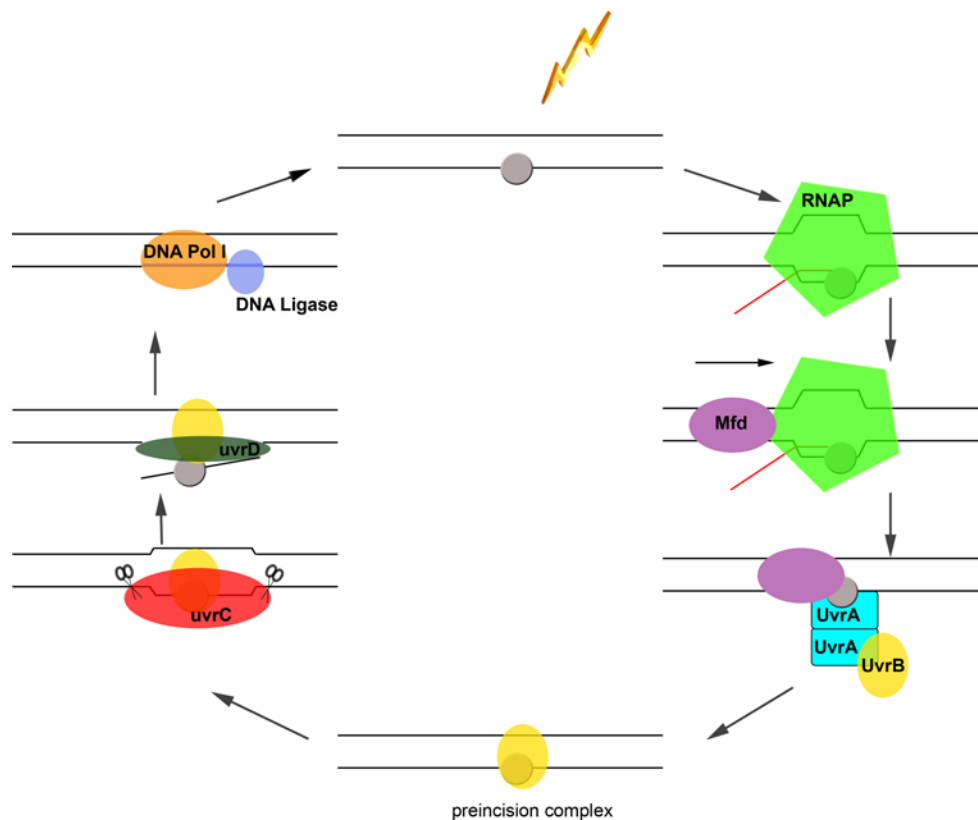 RNAP
DNA Pol I
DNA Ligase
Mfd
uvrD
uvrC
UvrA
UvrA
UvrB
preincision complex